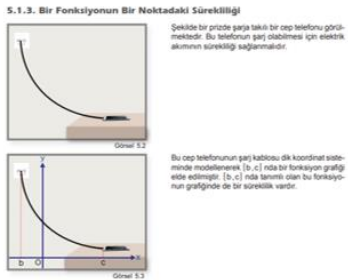 5.1.3. Bir Fonksiyonun Bir Noktadaki Sürekliliği
Şekilde bir prizde şarja takılı bir cep telefonu görül-
mektedir. Bu telefonun şarj olabilmesi için elektrik
akımının sürekliliği sağlanmalıdır.
Görsel 5.2
Bu cep telefonunun şarj kablosu dik koordinat siste-
minde modellenerek [b,c] nda bir fonksiyon grafiği
elde edilmiştir. [b,c] nda tanımlı olan bu fonksiyo-
nun grafiğinde de bir süreklilik vardır.
y
x
b
O
c
Görsel 5.3